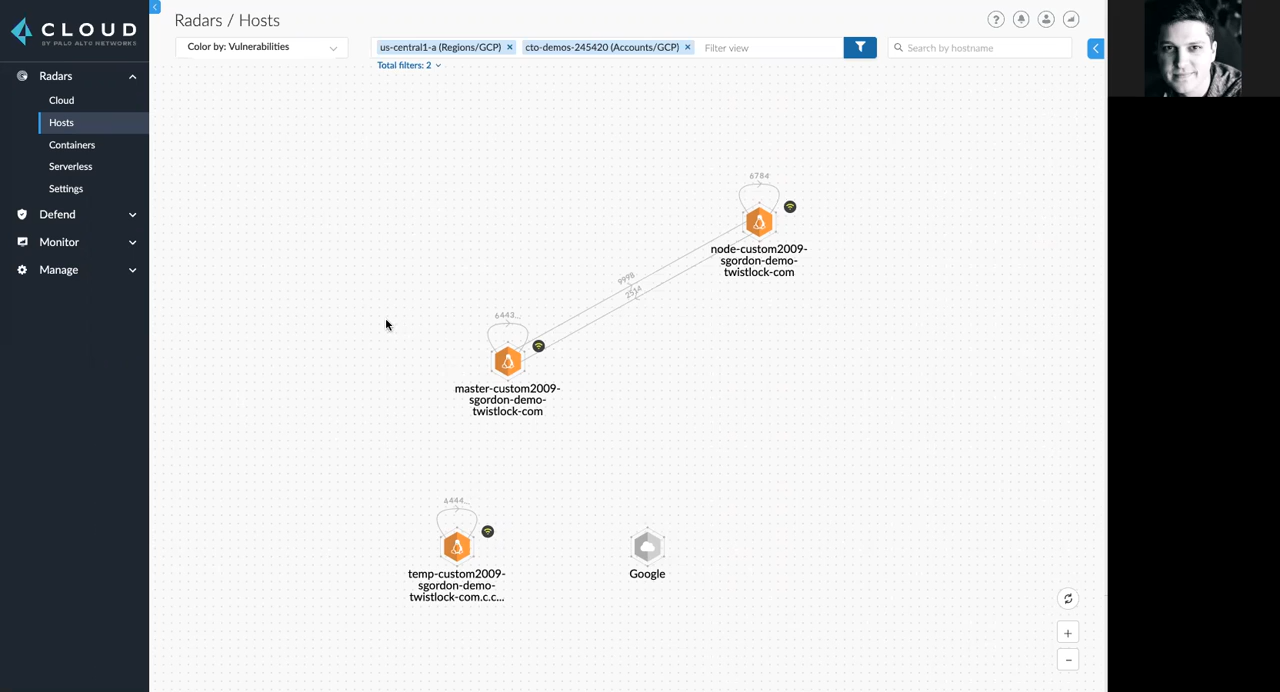 CLOUD
BY PALO ALTO NETWORKS
Radars
Cloud
Hosts
Containers
Serverless
Settings
Defend
Monitor
Manage
Radars / Hosts
Color by: Vulnerabilities
us-central1-a (Regions/GCP) ×
cto-demos-245420 (Accounts/GCP) ×
Filter view
Search by hostname
Total filters: 2
6784
node-custom2009-
sgordon-demo-
twistlock-com
9998
2514
6443...
master-custom2009-
sgordon-demo-
twistlock-com
4444...
temp-custom2009-
sgordon-demo-
twistlock-com.c.c...
Google